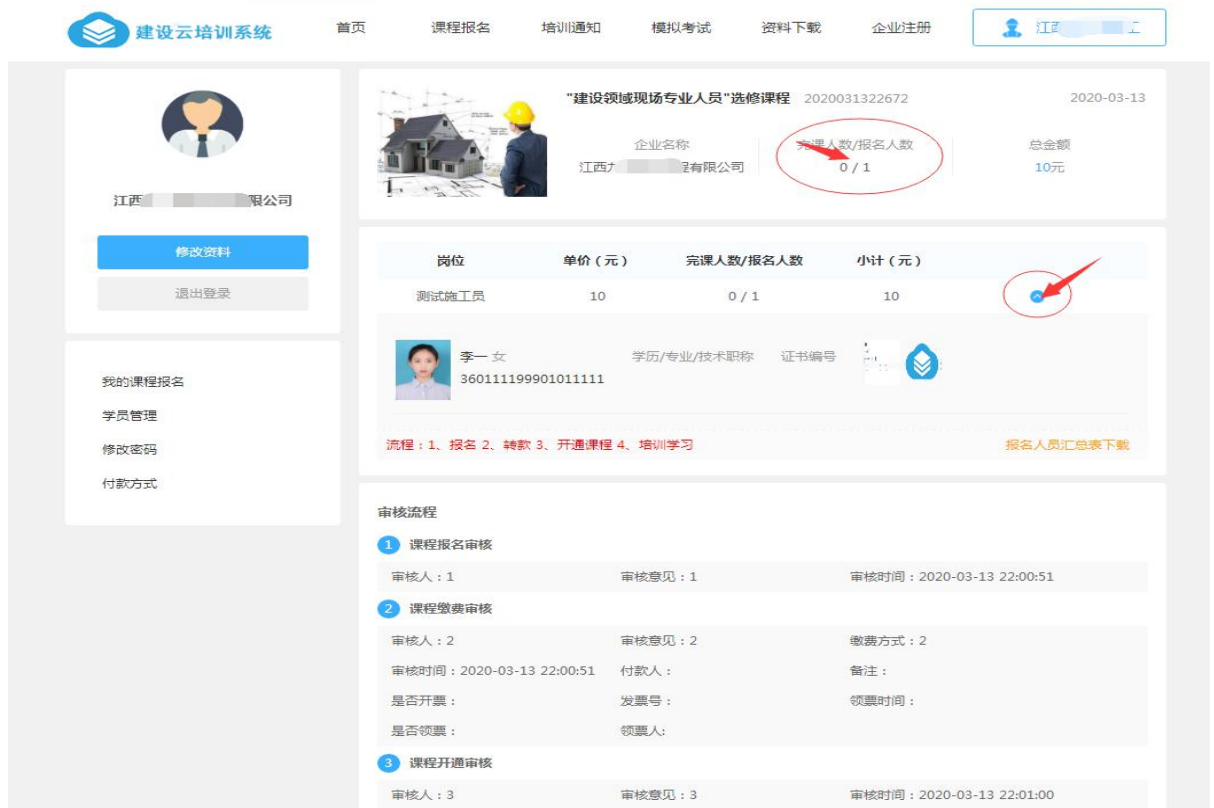 建设云培训系统 首页 课程报名 培训通知 模拟考试 资料下载 企业注册 江西
江西 限公司
修改资料
退出登录
我的课程报名
学员管理
修改密码
付款方式
"建设领域现场专业人员"选修课程 2020031322672 2020-03-13
企业名称 完课人数/报名人数 总金额
江西 程有限公司 0 / 1 10元
岗位 单价(元) 完课人数/报名人数 小计(元)
测试施工员 10 0 / 1 10
李一 女 学历/专业/技术职称 证书编号
360111199901011111
流程:1、报名 2、转款 3、开通课程 4、培训学习 报名人员汇总表下载
审核流程
1 课程报名审核
审核人:1 审核意见:1 审核时间:2020-03-13 22:00:51
2 课程缴费审核
审核人:2 审核意见:2 缴费方式:2
审核时间:2020-03-13 22:00:51 付款人: 备注:
是否开票: 发票号: 领票时间:
是否领票: 领票人:
3 课程开通审核
审核人:3 审核意见:3 审核时间:2020-03-13 22:01:00